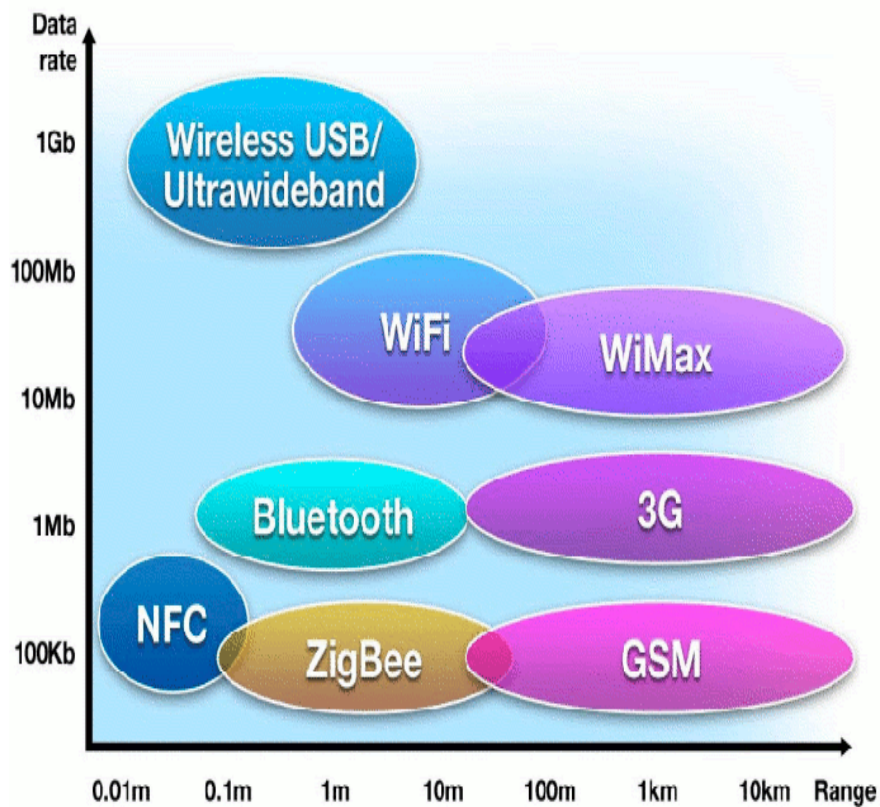 Data
rate
1Gb
Wireless USB/
Ultrawideband
100Mb
WiFi
WiMax
10Mb
Bluetooth
3G
1Mb
NFC
100Kb
ZigBee
GSM
0.01m 0.1m 1m 10m 100m 1km 10km Range